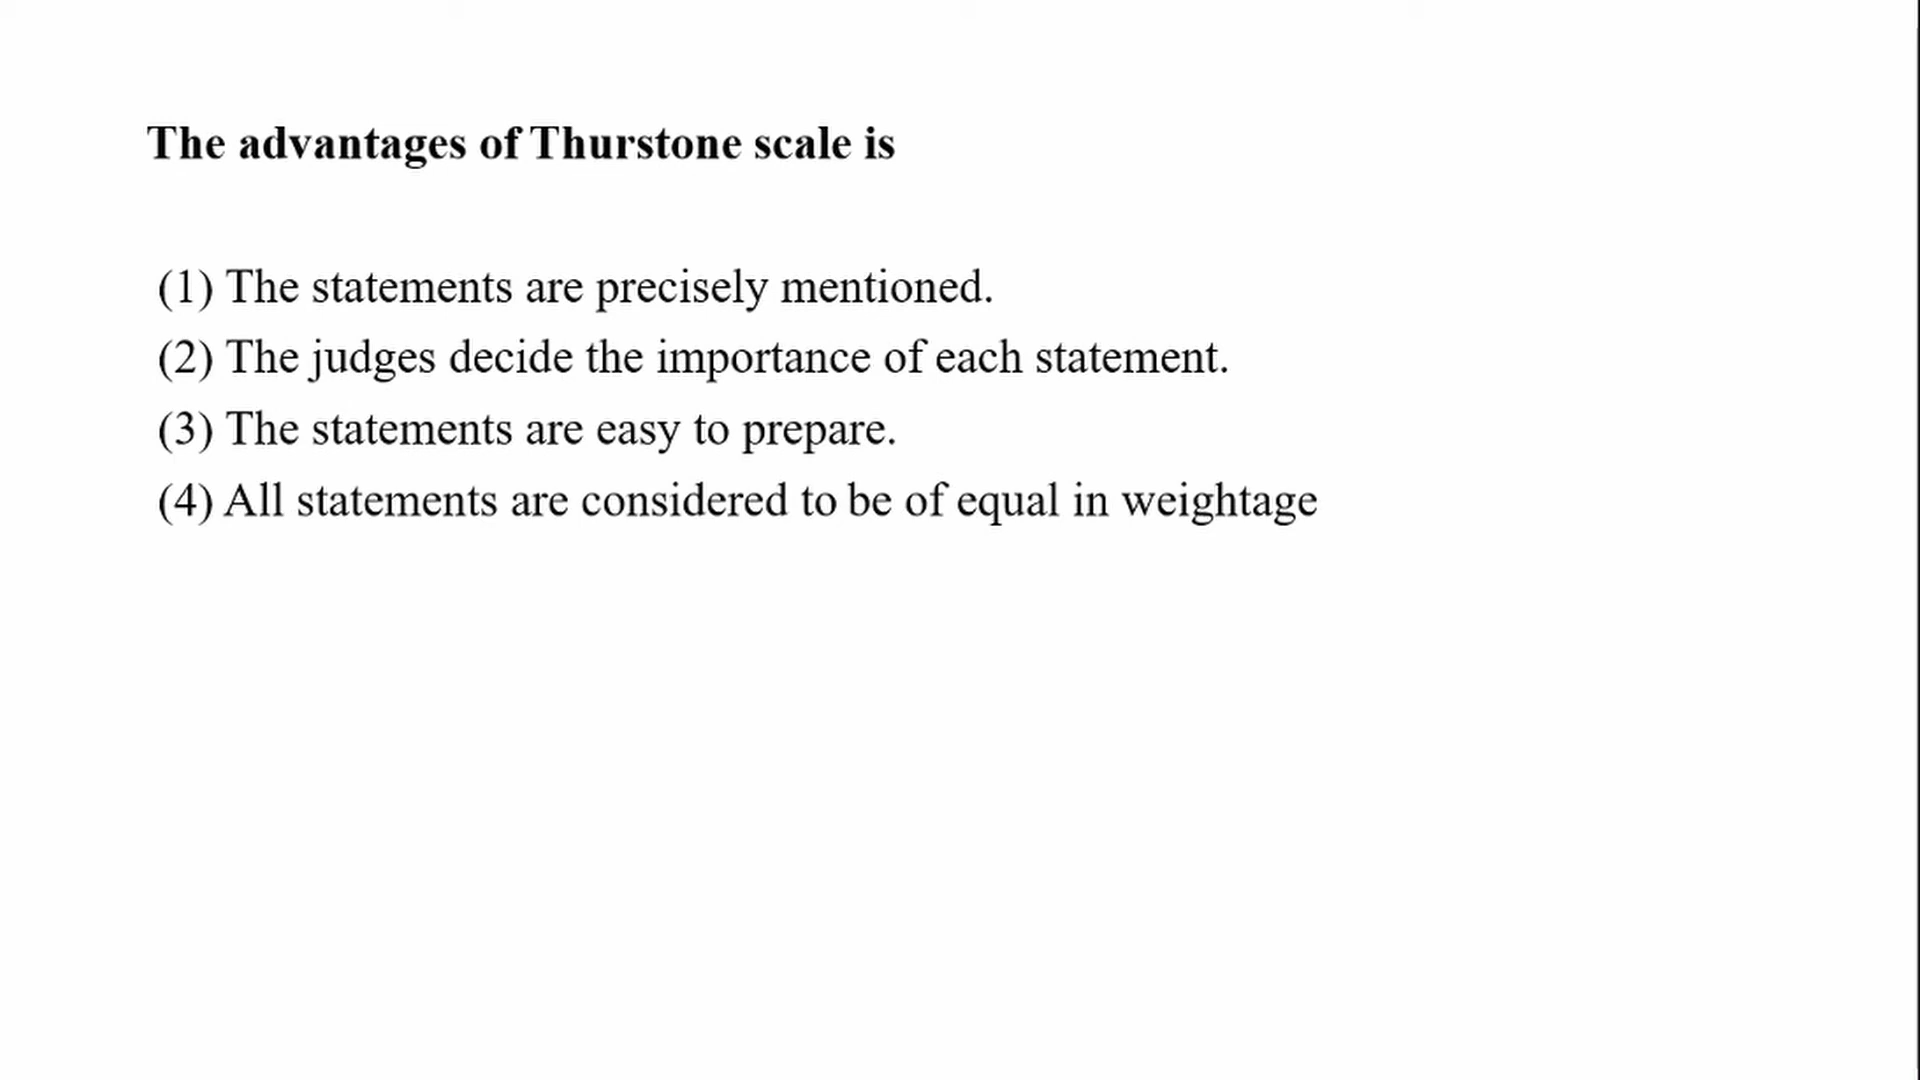 The advantages of Thurstone scale is
(1) The statements are precisely mentioned.
(2) The judges decide the importance of each statement.
(3) The statements are easy to prepare.
(4) All statements are considered to be of equal in weightage